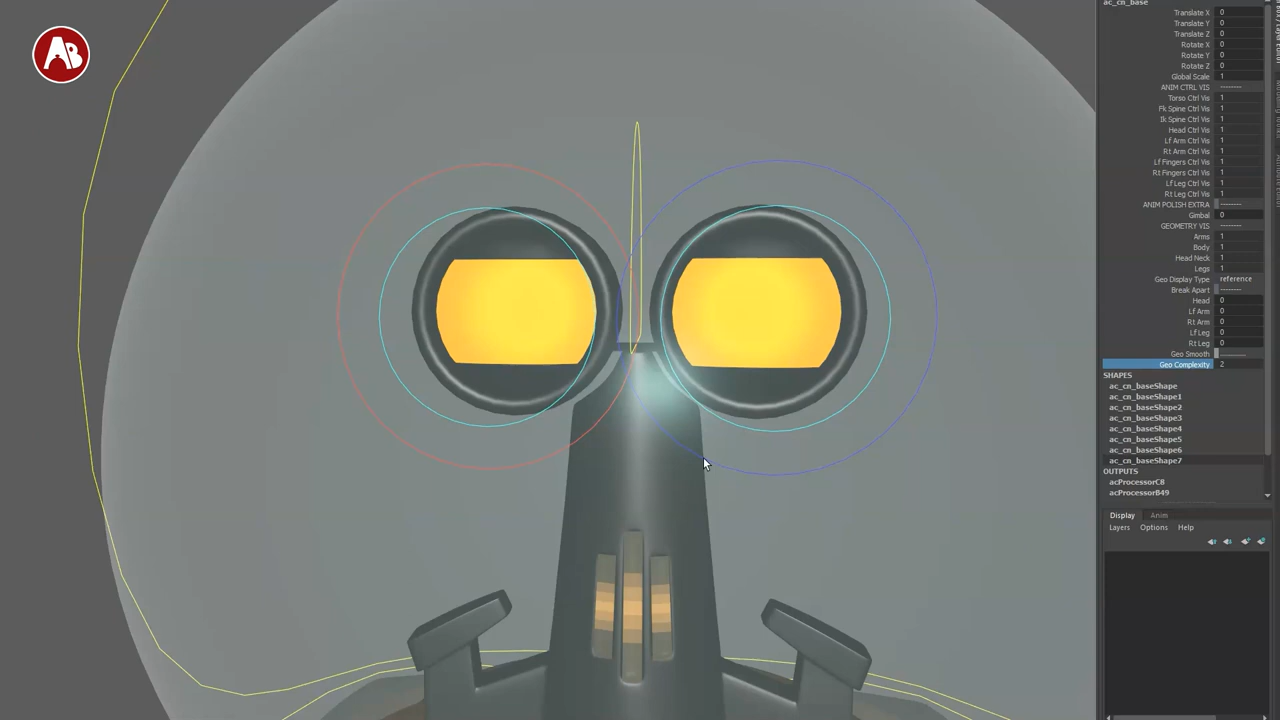 AB
ac_cn_base
Translate X 0
Translate Y 0
Translate Z 0
Rotate X 0
Rotate Y 0
Rotate Z 0
Global Scale 1
ANIM CTRL VIS --------
Torso Ctrl Vis 1
Fk Spine Ctrl Vis 1
Ik Spine Ctrl Vis 1
Head Ctrl Vis 1
Lf Arm Ctrl Vis 1
Rt Arm Ctrl Vis 1
Lf Fingers Ctrl Vis 1
Rt Fingers Ctrl Vis 1
Lf Leg Ctrl Vis 1
Rt Leg Ctrl Vis 1
ANIM POLISH EXTRA --------
Gimbal 0
GEOMETRY VIS --------
Arms 1
Body 1
Head Neck 1
Legs 1
Geo Display Type reference
Break Apart --------
Head 0
Lf Arm 0
Rt Arm 0
Lf Leg 0
Rt Leg 0
Geo Smooth --------
Geo Complexity 2
SHAPES
ac_cn_baseShape
ac_cn_baseShape1
ac_cn_baseShape2
ac_cn_baseShape3
ac_cn_baseShape4
ac_cn_baseShape5
ac_cn_baseShape6
ac_cn_baseShape7
OUTPUTS
acProcessorC8
acProcessorB49
Display Anim
Layers Options Help